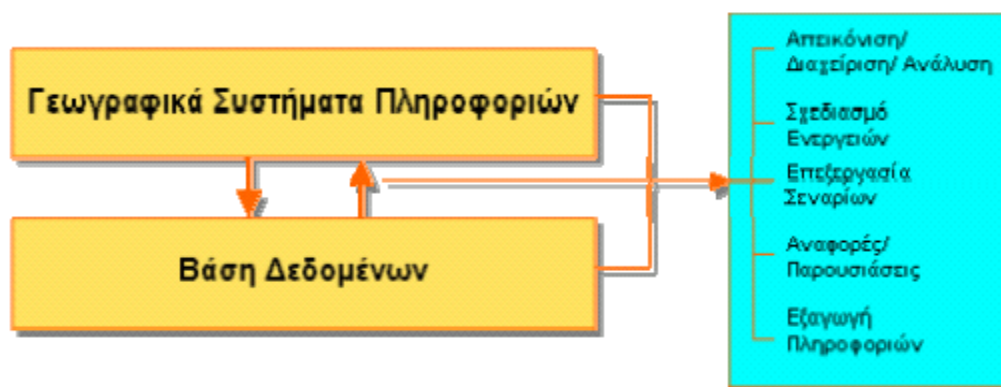 Γεωγραφικά Συστήματα Πληροφοριών
Βάση Δεδομένων
Απεικόνιση/
Διαχείριση/ Ανάλυση
Σχεδιασμό
Ενεργειών
Επεξεργασία
Σεναρίων
Αναφορές/
Παρουσιάσεις
Εξαγωγή
Πληροφοριών